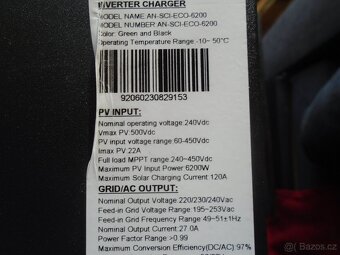 INVERTER CHARGER
MODEL NAME AN-SCI-ECO-6200
MODEL NUMBER AN-SCI-ECO-6200
Color: Green and Black
Operating Temperature Range -10~ 50°C
92060230829153
PV INPUT:
Nominal operating voltage 240Vdc
Vmax PV 500Vdc
PV input voltage range 60-450Vdc
Imax PV 22A
Full load MPPT range 240~450Vdc
Maximum PV Input Power 6200W
Maximum Solar Charging Current 120A
GRID/AC OUTPUT:
Nominal Output Voltage 220/230/240Vac
Feed-in Grid Voltage Range 195~253Vac
Feed-in Grid Frequency Range 49~51±1Hz
Nominal Output Current 27.0A
Power Factor Range >0.99
Maximum Conversion Efficiency(DC/AC) 97%
bazos.cz